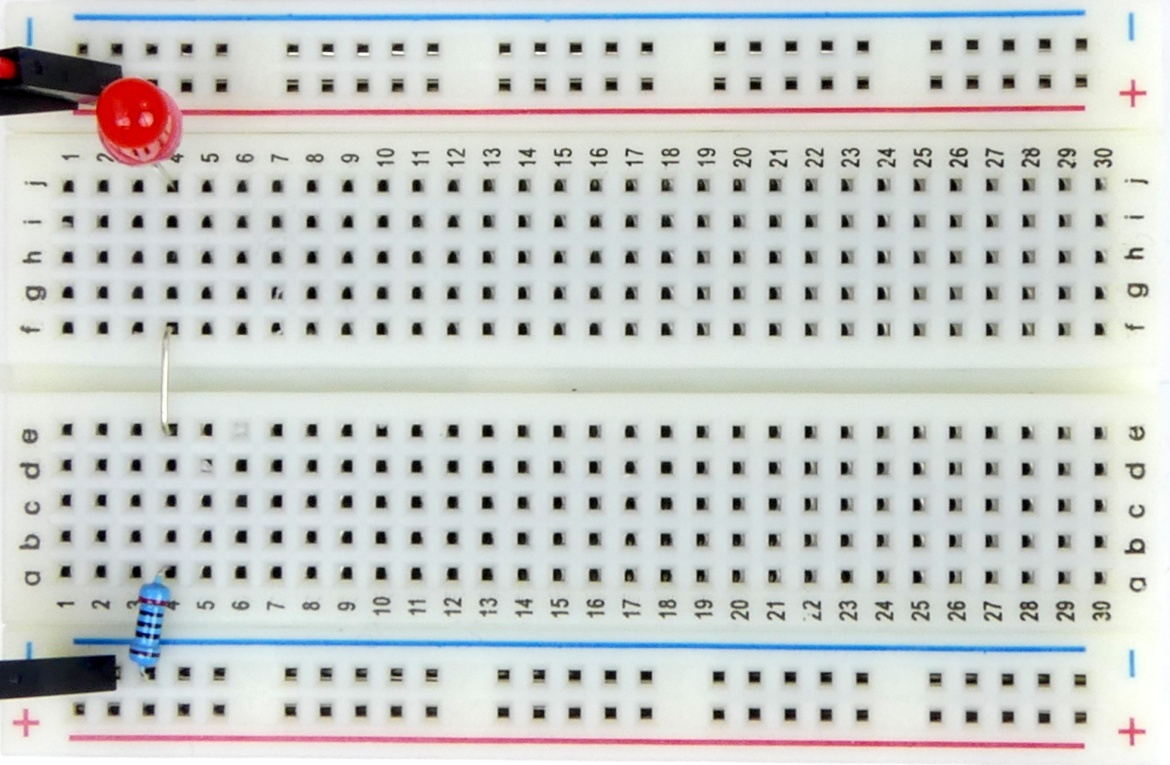 − −
+
1 2 4 5 6 7 8 9 10 11 12 13 14 15 16 17 18 19 20 21 22 23 24 25 26 27 28 29 30
j j
i i
h h
g g
f f
e e
d d
c c
b b
a a
1 2 3 4 5 6 7 8 9 10 11 12 13 14 15 16 17 18 19 20 21 22 23 24 25 26 27 28 29 30
− −
+ +